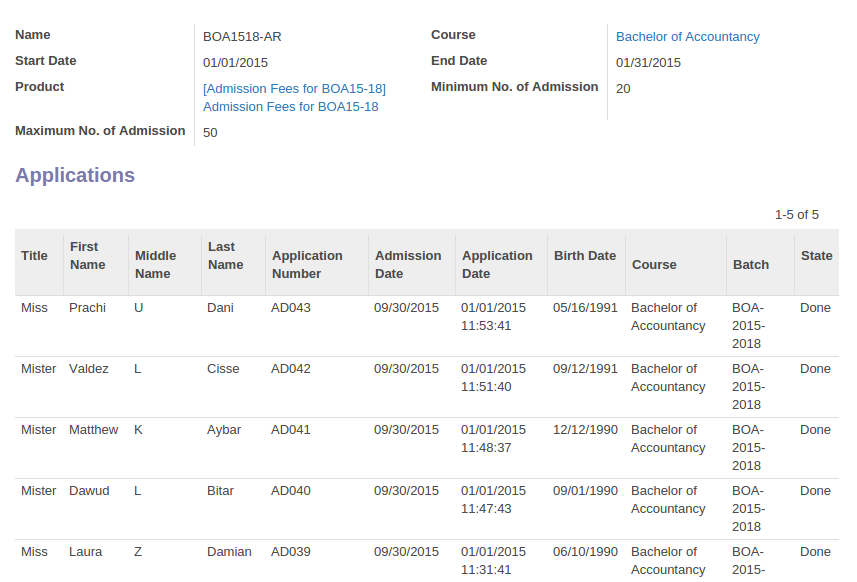 Name BOA1518-AR Course Bachelor of Accountancy
Start Date 01/01/2015 End Date 01/31/2015
Product [Admission Fees for BOA15-18] Minimum No. of Admission 20
Admission Fees for BOA15-18
Maximum No. of Admission 50
Applications
1-5 of 5
Title First Name Middle Name Last Name Application Number Admission Date Application Date Birth Date Course Batch State
Miss Prachi U Dani AD043 09/30/2015 01/01/2015 05/16/1991 Bachelor of BOA- Done
11:53:41 Accountancy 2015-
2018
Mister Valdez L Cisse AD042 09/30/2015 01/01/2015 09/12/1991 Bachelor of BOA- Done
11:51:40 Accountancy 2015-
2018
Mister Matthew K Aybar AD041 09/30/2015 01/01/2015 12/12/1990 Bachelor of BOA- Done
11:48:37 Accountancy 2015-
2018
Mister Dawud L Bitar AD040 09/30/2015 01/01/2015 09/01/1990 Bachelor of BOA- Done
11:47:43 Accountancy 2015-
2018
Miss Laura Z Damian AD039 09/30/2015 01/01/2015 06/10/1990 Bachelor of BOA- Done
11:31:41 Accountancy 2015-